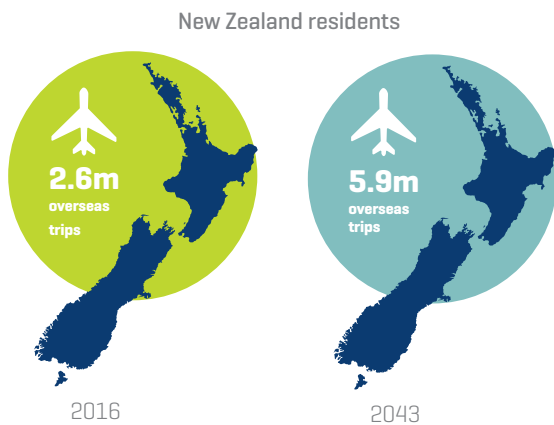 New Zealand residents
2.6m
overseas
trips
2016
5.9m
overseas
trips
2043